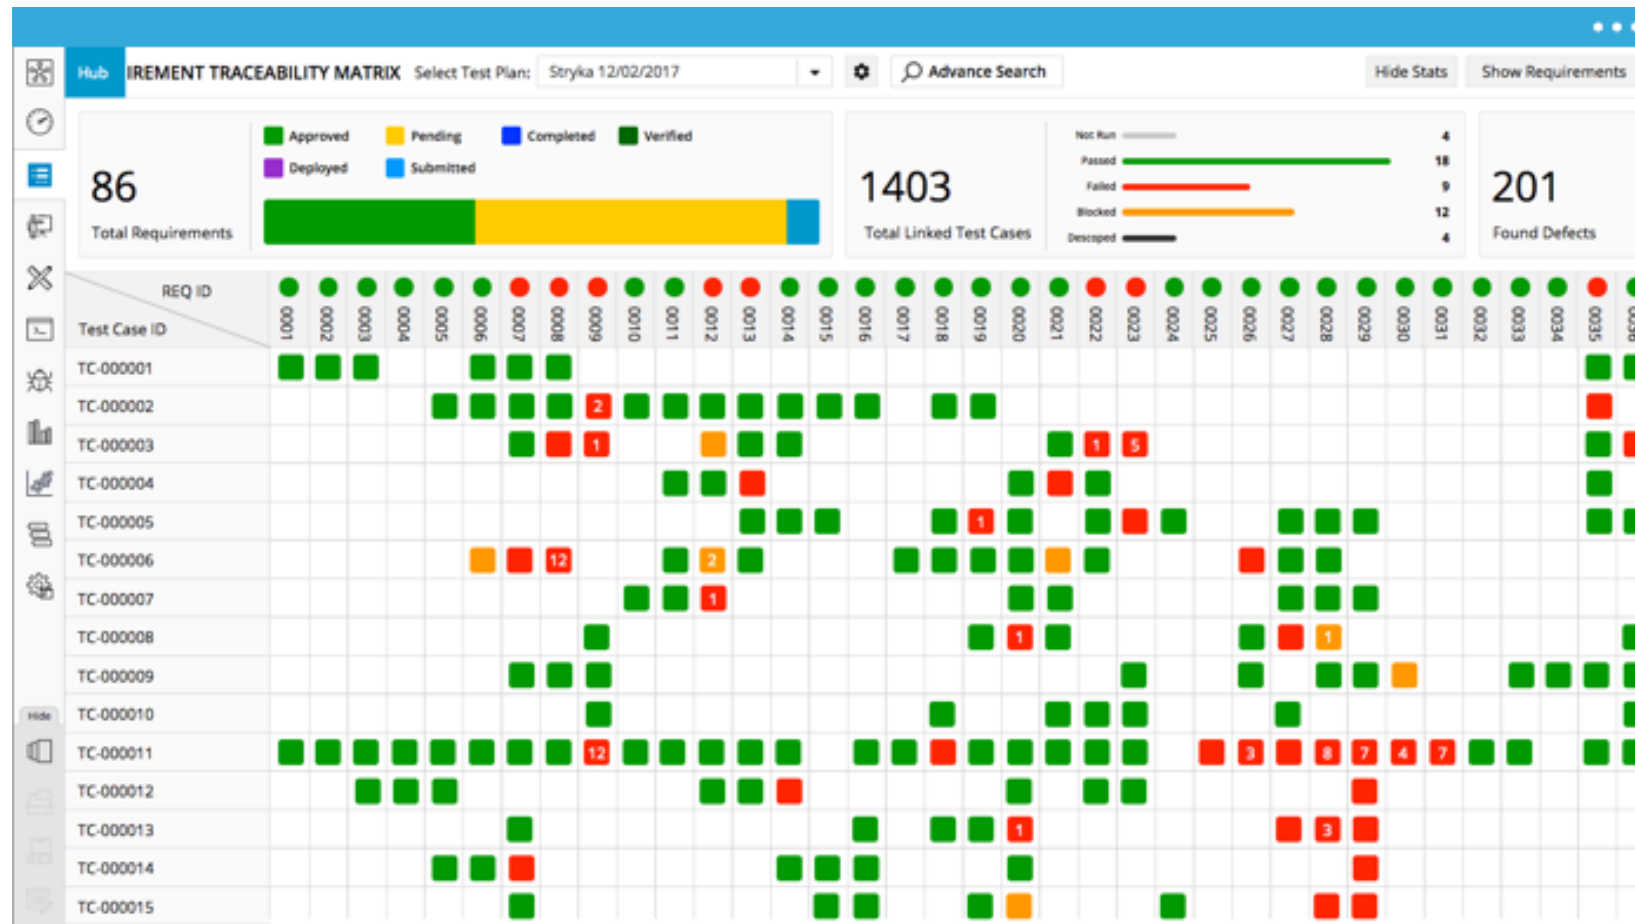 Hub IREMENT TRACEABILITY MATRIX Select Test Plan: Stryka 12/02/2017 Advance Search Hide Stats Show Requirements
86
Total Requirements
Approved Pending Completed Verified
Deployed Submitted
1403
Total Linked Test Cases
Not Run 4
Passed 18
Failed 9
Blocked 12
Descoped 4
201
Found Defects
REQ ID
Test Case ID
0001 0002 0003 0004 0005 0006 0007 0008 0009 0010 0011 0012 0013 0014 0015 0016 0017 0018 0019 0020 0021 0022 0023 0024 0025 0026 0027 0028 0029 0030 0031 0032 0033 0034 0035
TC-000001
TC-000002 2
TC-000003 1 1 5
TC-000004
TC-000005 1
TC-000006 12 2
TC-000007 1
TC-000008 1 1
TC-000009
TC-000010
Hide
TC-000011 12 3 8 7 4 7
TC-000012
TC-000013 1 3
TC-000014
TC-000015